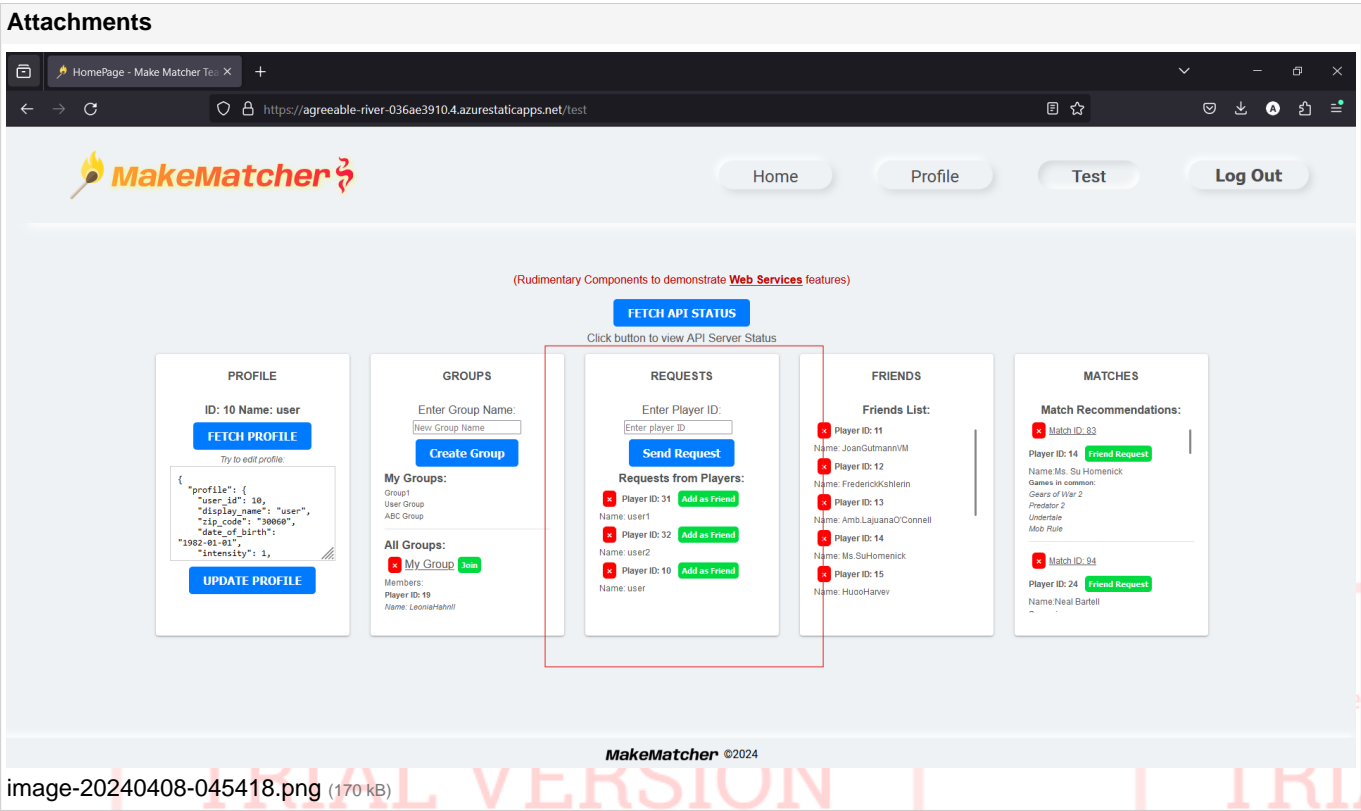 Attachments
HomePage - Make Matcher Tea
https://agreeable-river-036ae3910.4.azurestaticapps.net/test
A
MakeMatcher
Home
Profile
Test
Log Out
(Rudimentary Components to demonstrate Web Services features)
FETCH API STATUS
Click button to view API Server Status
PROFILE
ID: 10 Name: user
FETCH PROFILE
Try to edit profile:
{
"profile": {
"user_id": 10,
"display_name": "user",
"zip_code": "30060",
"date_of_birth":
"1982-01-01",
"intensity": 1,
UPDATE PROFILE
GROUPS
Enter Group Name:
New Group Name
Create Group
My Groups:
Group1
User Group
ABC Group
All Groups:
x My Group Join
Members:
Player ID: 19
Name: LeoniaHahnII
REQUESTS
Enter Player ID:
Enter player ID
Send Request
Requests from Players:
x Player ID: 31 Add as Friend
Name: user1
x Player ID: 32 Add as Friend
Name: user2
x Player ID: 10 Add as Friend
Name: user
FRIENDS
Friends List:
x Player ID: 11
Name: JoanGutmannVM
x Player ID: 12
Name: FrederickKshlerin
x Player ID: 13
Name: Amb.LajuanaO'Connell
x Player ID: 14
Name: Ms.SuHomenick
x Player ID: 15
Name: HugoHarvey
MATCHES
Match Recommendations:
x Match ID: 83
Player ID: 14 Friend Request
Name:Ms. Su Homenick
Games in common:
Gears of War 2
Predator 2
Undertale
Mob Rule
x Match ID: 94
Player ID: 24 Friend Request
Name:Neal Bartell
MakeMatcher ©2024
image-20240408-045418.png (170 kB)
TRIAL VERSION
TRI